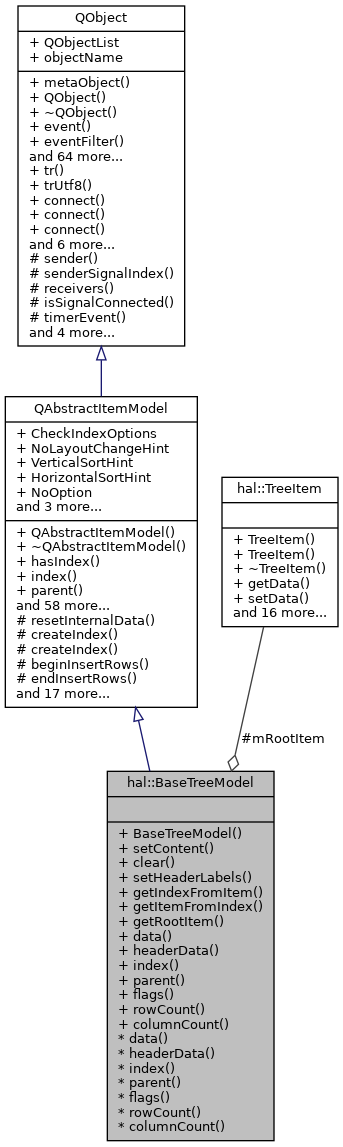 QObject
+ QObjectList
+ objectName
+ metaObject()
+ QObject()
+ ~QObject()
+ event()
+ eventFilter()
and 64 more...
+ tr()
+ trUtf8()
+ connect()
+ connect()
+ connect()
and 6 more...
# sender()
# senderSignalIndex()
# receivers()
# isSignalConnected()
# timerEvent()
and 4 more...
QAbstractItemModel
+ CheckIndexOptions
+ NoLayoutChangeHint
+ VerticalSortHint
+ HorizontalSortHint
+ NoOption
and 3 more...
+ QAbstractItemModel()
+ ~QAbstractItemModel()
+ hasIndex()
+ index()
+ parent()
and 58 more...
# resetInternalData()
# createIndex()
# createIndex()
# beginInsertRows()
# endInsertRows()
and 17 more...
hal::TreeItem
+ TreeItem()
+ TreeItem()
+ ~TreeItem()
+ getData()
+ setData()
and 16 more...
#mRootItem
hal::BaseTreeModel
+ BaseTreeModel()
+ setContent()
+ clear()
+ setHeaderLabels()
+ getIndexFromItem()
+ getItemFromIndex()
+ getRootItem()
+ data()
+ headerData()
+ index()
+ parent()
+ flags()
+ rowCount()
+ columnCount()
* data()
* headerData()
* index()
* parent()
* flags()
* rowCount()
* columnCount()